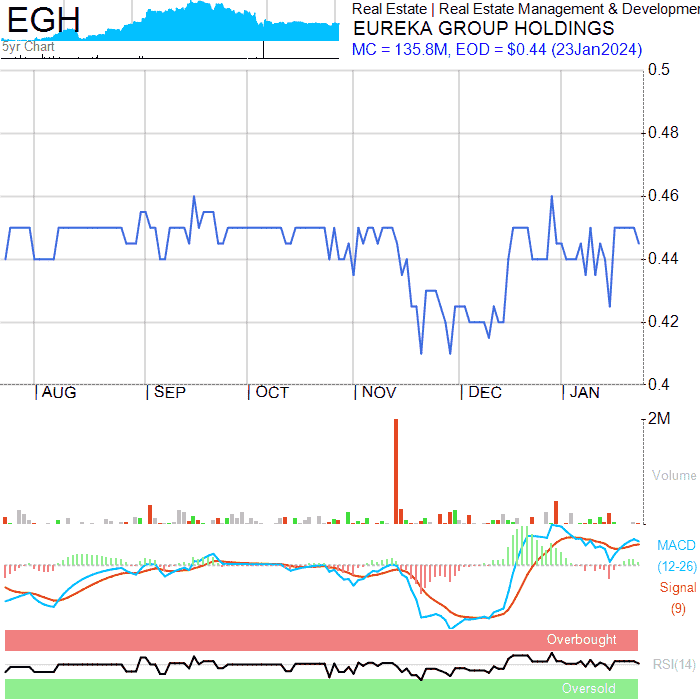 EGH
5yr Chart
Real Estate | Real Estate Management & Developmen
EUREKA GROUP HOLDINGS
MC = 135.8M, EOD = $0.44 (23Jan2024)
0.5
0.48
0.46
0.44
0.42
0.4
| AUG | SEP | OCT | NOV | DEC | JAN
2M
Volume
MACD
(12-26)
Signal
(9)
Overbought
RSI(14)
Oversold